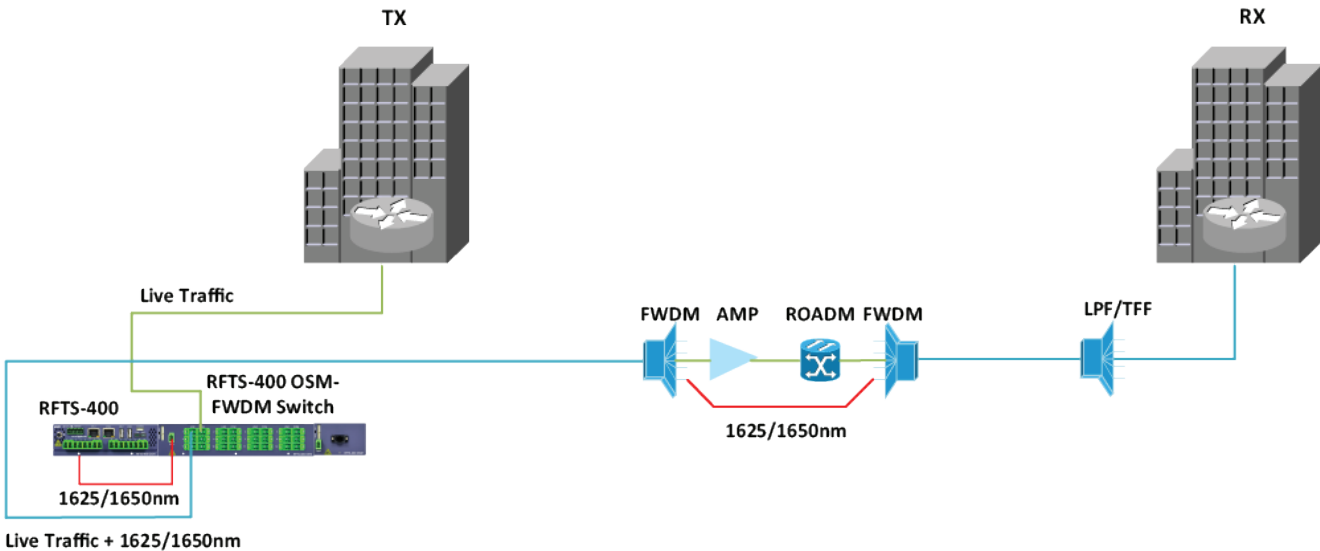 TX
RX
Live Traffic
FWDM
AMP
ROADM
FWDM
LPF/TFF
RFTS-400
RFTS-400 OSM-
FWDM Switch
1625/1650nm
1625/1650nm
Live Traffic + 1625/1650nm